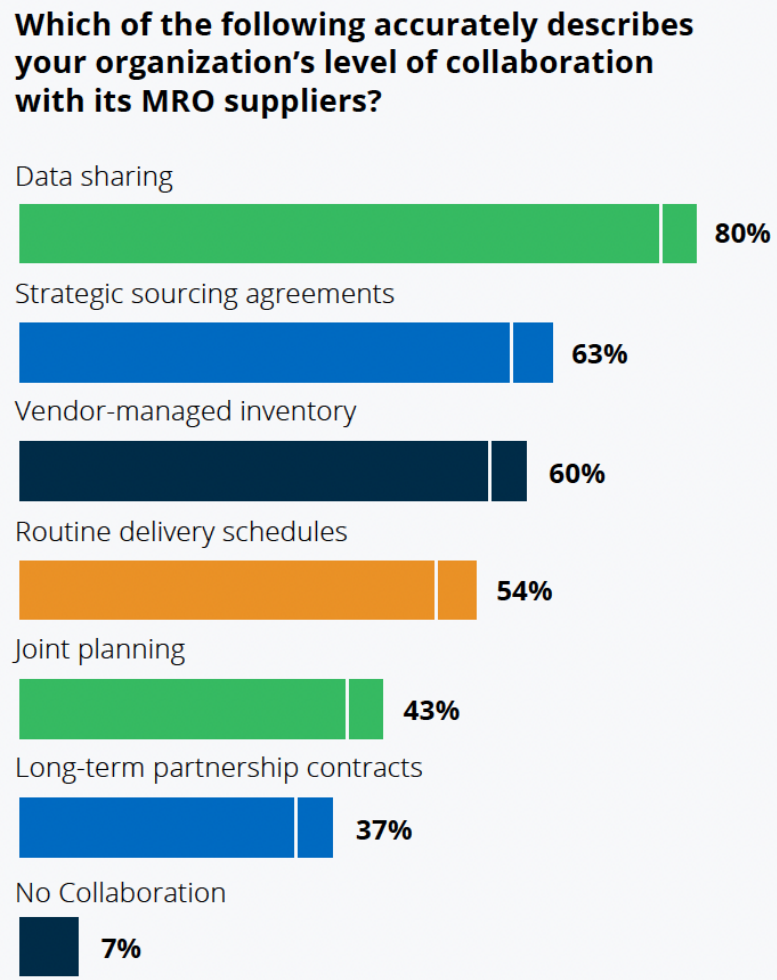 Which of the following accurately describes
your organization’s level of collaboration
with its MRO suppliers?
Data sharing
80%
Strategic sourcing agreements
63%
Vendor-managed inventory
60%
Routine delivery schedules
54%
Joint planning
43%
Long-term partnership contracts
37%
No Collaboration
7%